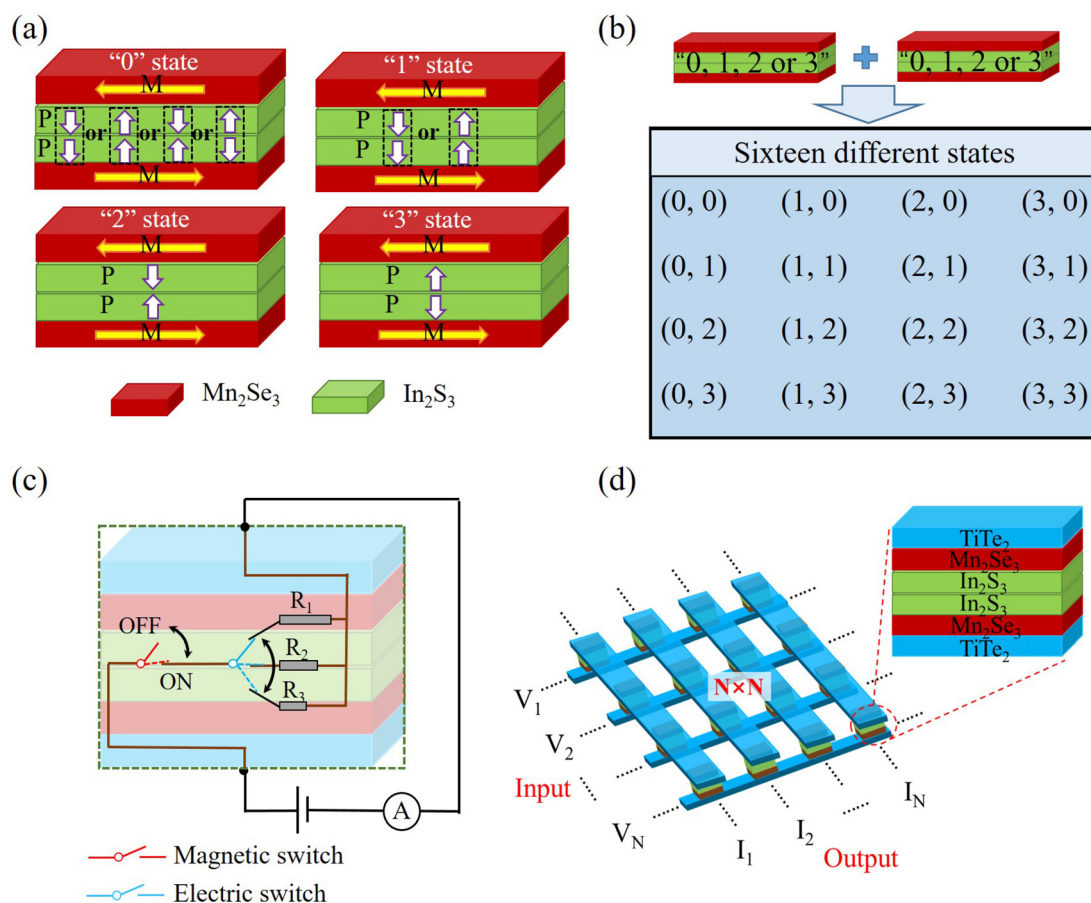 (a)
“0” state
M
P or or or
P
M
“1” state
M
P or
P
M
“2” state
M
P
P
M
“3” state
M
P
P
M
Mn₂Se₃ In₂S₃
(b)
“0, 1, 2 or 3” “0, 1, 2 or 3”
Sixteen different states
(0, 0) (1, 0) (2, 0) (3, 0)
(0, 1) (1, 1) (2, 1) (3, 1)
(0, 2) (1, 2) (2, 2) (3, 2)
(0, 3) (1, 3) (2, 3) (3, 3)
(c)
R₁
OFF
R₂
ON
R₃
A
Magnetic switch
Electric switch
(d)
TiTe₂
Mn₂Se₃
In₂S₃
In₂S₃
Mn₂Se₃
TiTe₂
N×N
V₁
V₂
Input
V_N
I₁
I₂
I_N
Output